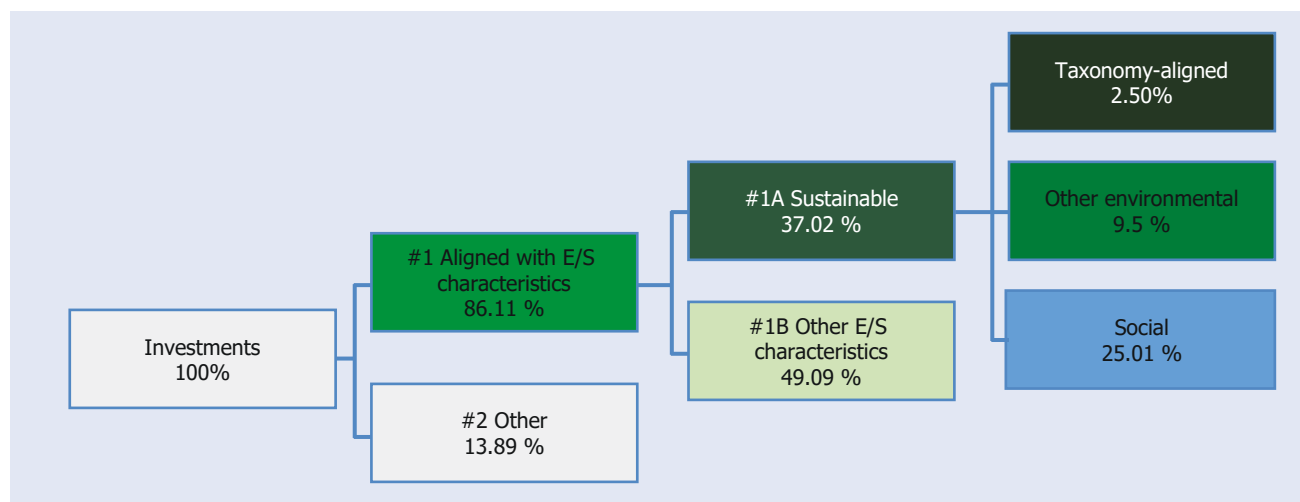 Investments
100%
#1 Aligned with E/S
characteristics
86.11 %
#2 Other
13.89 %
#1A Sustainable
37.02 %
#1B Other E/S
characteristics
49.09 %
Taxonomy-aligned
2.50%
Other environmental
9.5 %
Social
25.01 %